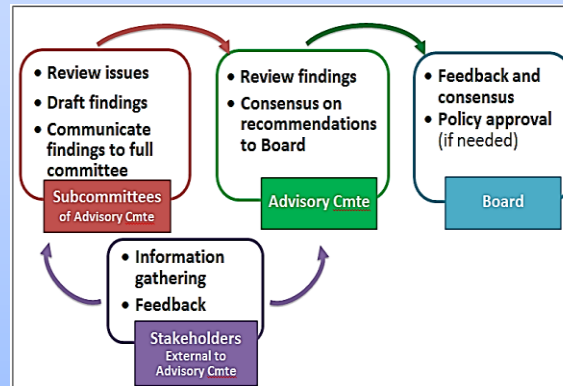 • Review issues
• Draft findings
• Communicate
findings to full
committee
Subcommittees
of Advisory Cmte
• Review findings
• Consensus on
recommendations
to Board
Advisory Cmte
• Feedback and
consensus
• Policy approval
(if needed)
Board
• Information
gathering
• Feedback
Stakeholders
External to
Advisory Cmte